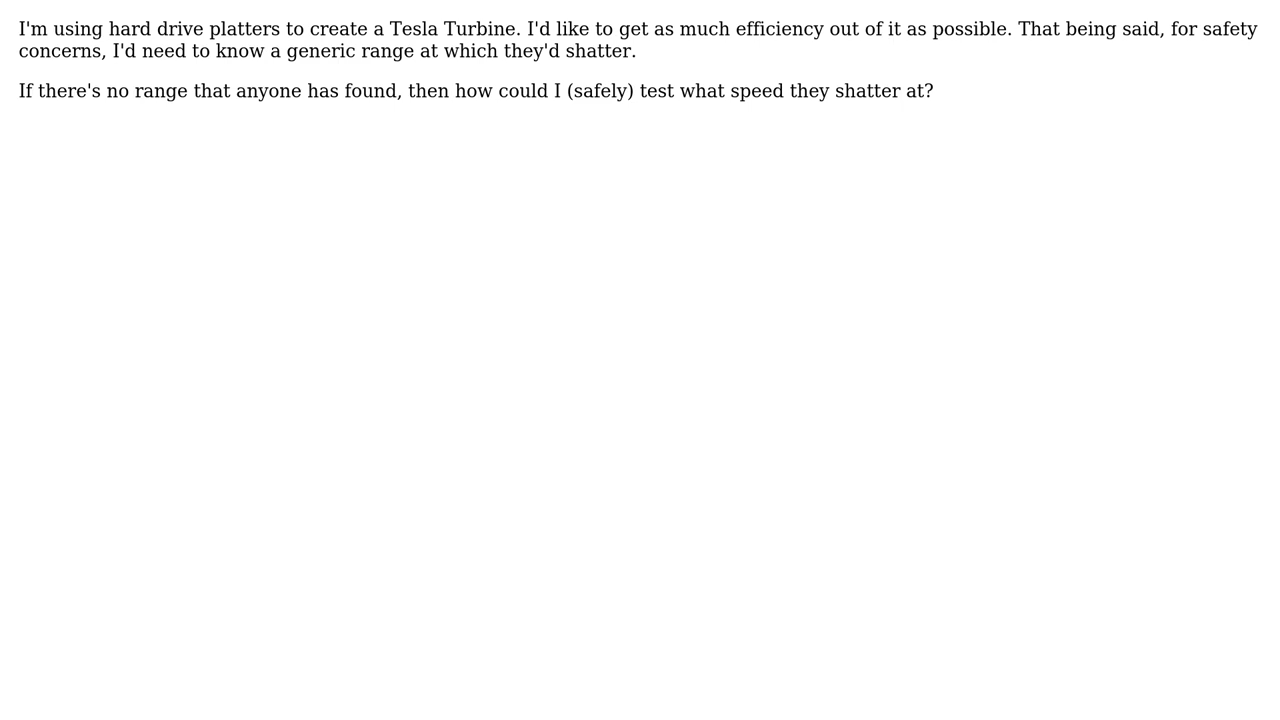 I'm using hard drive platters to create a Tesla Turbine. I'd like to get as much efficiency out of it as possible. That being said, for safety
concerns, I'd need to know a generic range at which they'd shatter.
If there's no range that anyone has found, then how could I (safely) test what speed they shatter at?